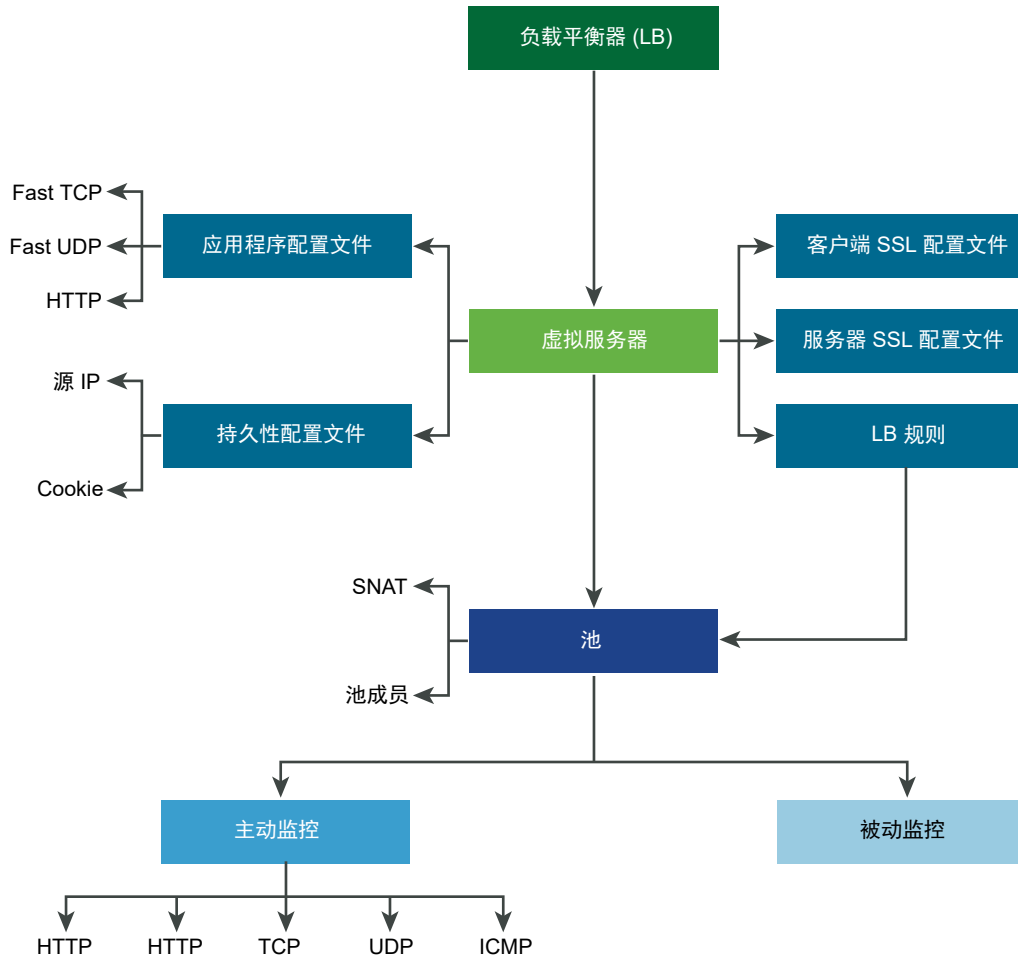 负载平衡器 (LB)
Fast TCP
Fast UDP
HTTP
应用程序配置文件
客户端 SSL 配置文件
虚拟服务器
服务器 SSL 配置文件
源 IP
Cookie
持久性配置文件
LB 规则
SNAT
池
池成员
主动监控
被动监控
HTTP
HTTP
TCP
UDP
ICMP